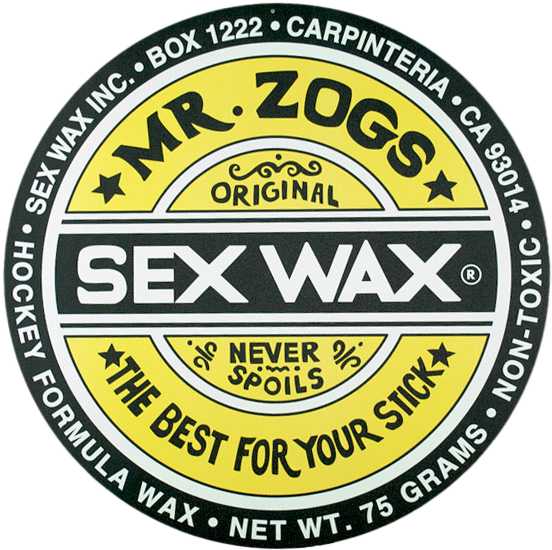 SEX WAX INC. • BOX 1222 • CARPINTERIA • CA 93014 • NON-TOXIC • NET WT. 75 GRAMS • HOCKEY FORMULA WAX •
MR. ZOGS
ORIGINAL
SEX WAX®
NEVER
SPOILS
THE BEST FOR YOUR STICK